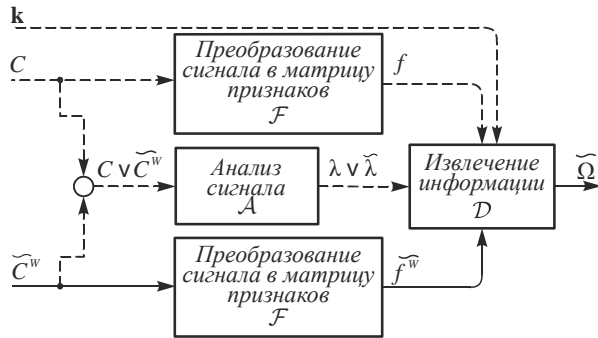 k
C
Преобразование
сигнала в матрицу
признаков
ℱ
f
C ∨ C̃ᵂ
Анализ
сигнала
𝒜
λ ∨ λ̃
Извлечение
информации
𝒟
Ω̃
C̃ᵂ
Преобразование
сигнала в матрицу
признаков
ℱ
f̃ᵂ